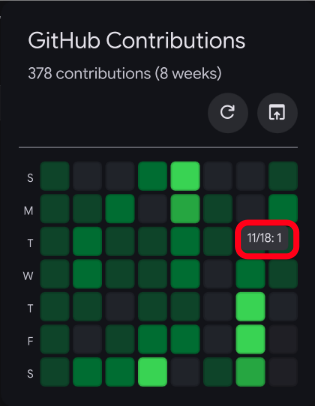 GitHub Contributions
378 contributions (8 weeks)
S
M
T
11/18: 1
W
T
F
S